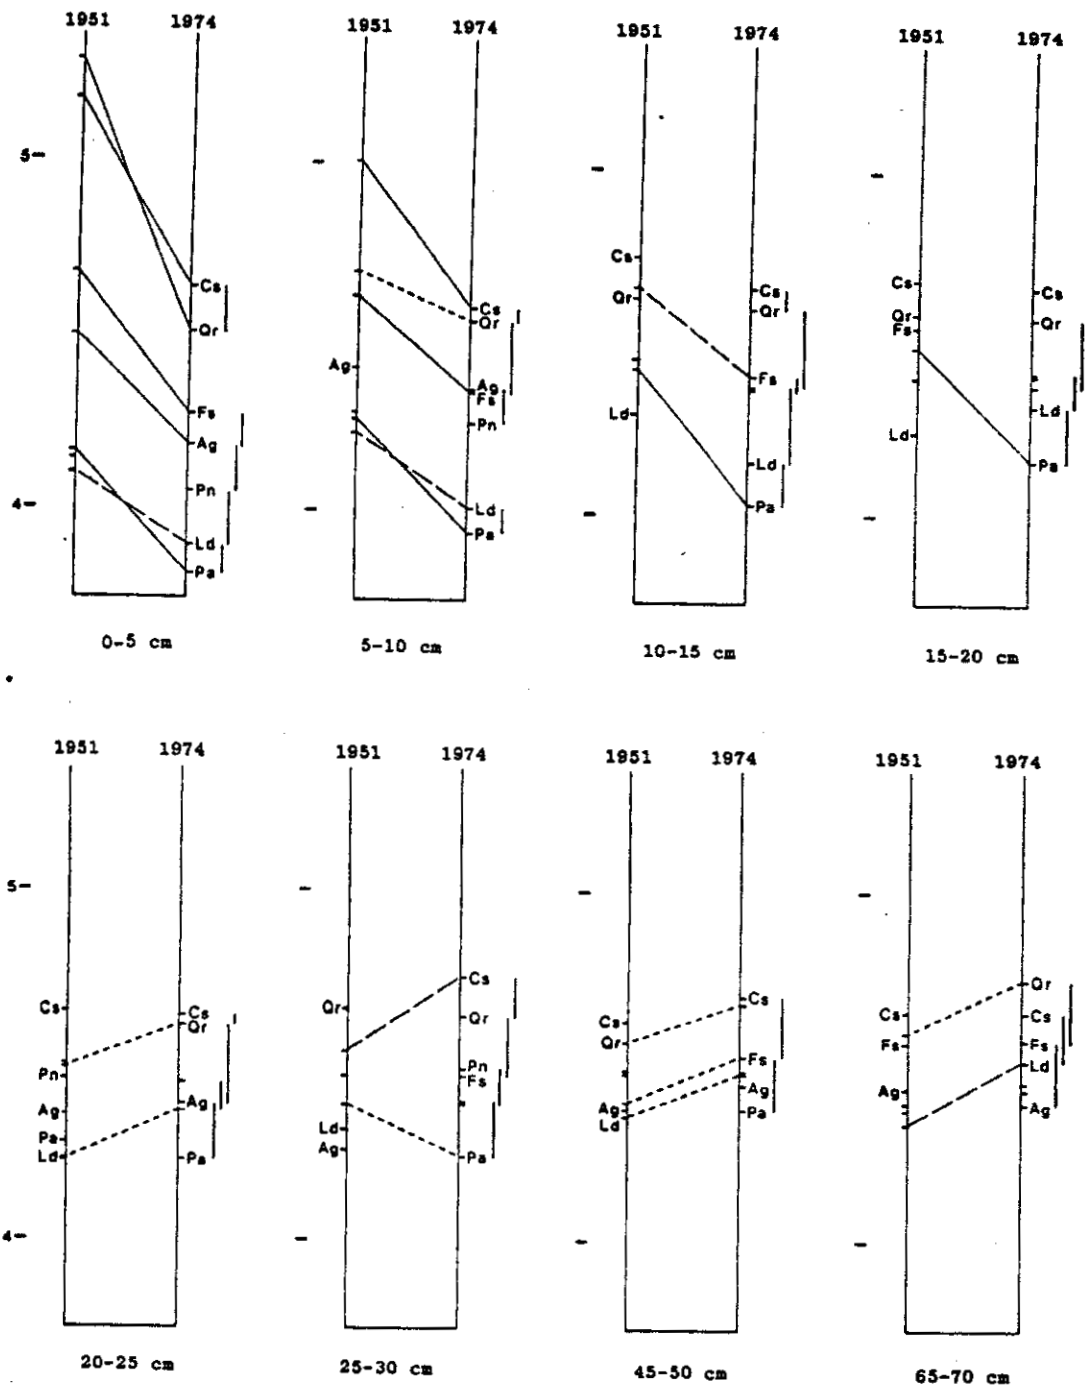 1951 1974 1951 1974 1951 1974 1951 1974
5-
Cs
Qr
Fs
Ag
Pn
Ld
Pa
4-
0-5 cm
Ag
Cs
Qr
Ag
Fs
Pn
Ld
Pa
5-10 cm
Cs
Qr
Ld
Cs
Qr
Fs
Ld
Pa
10-15 cm
Cs
Qr
Fs
Ld
Cs
Qr
Ld
Pa
15-20 cm
1951 1974 1951 1974 1951 1974 1951 1974
5-
4-
Cs
Pn
Ag
Pa
Ld
Cs
Qr
Ag
Pa
20-25 cm
Qr
Ld
Ag
Cs
Qr
Pn
Fs
Pa
25-30 cm
Cs
Qr
Ag
Ld
Cs
Fs
Ag
Pa
45-50 cm
Cs
Fs
Ag
Qr
Cs
Fs
Ld
Ag
65-70 cm